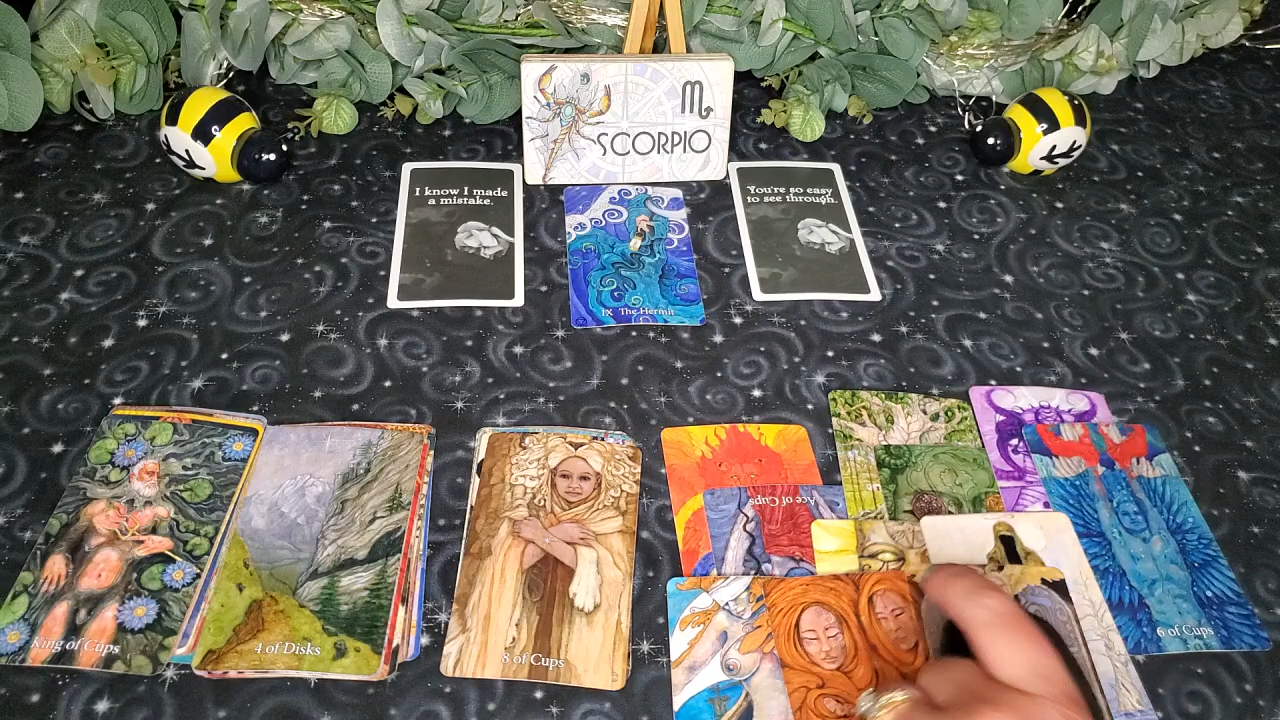 ♏
SCORPIO
I know I made
a mistake.
You're so easy
to see through.
IX The Hermit
Ace of Cups
King of Cups
4 of Disks
8 of Cups
6 of Cups